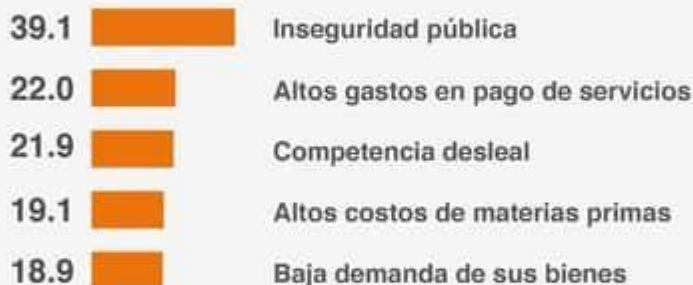 39.1 Inseguridad pública
22.0 Altos gastos en pago de servicios
21.9 Competencia desleal
19.1 Altos costos de materias primas
18.9 Baja demanda de sus bienes